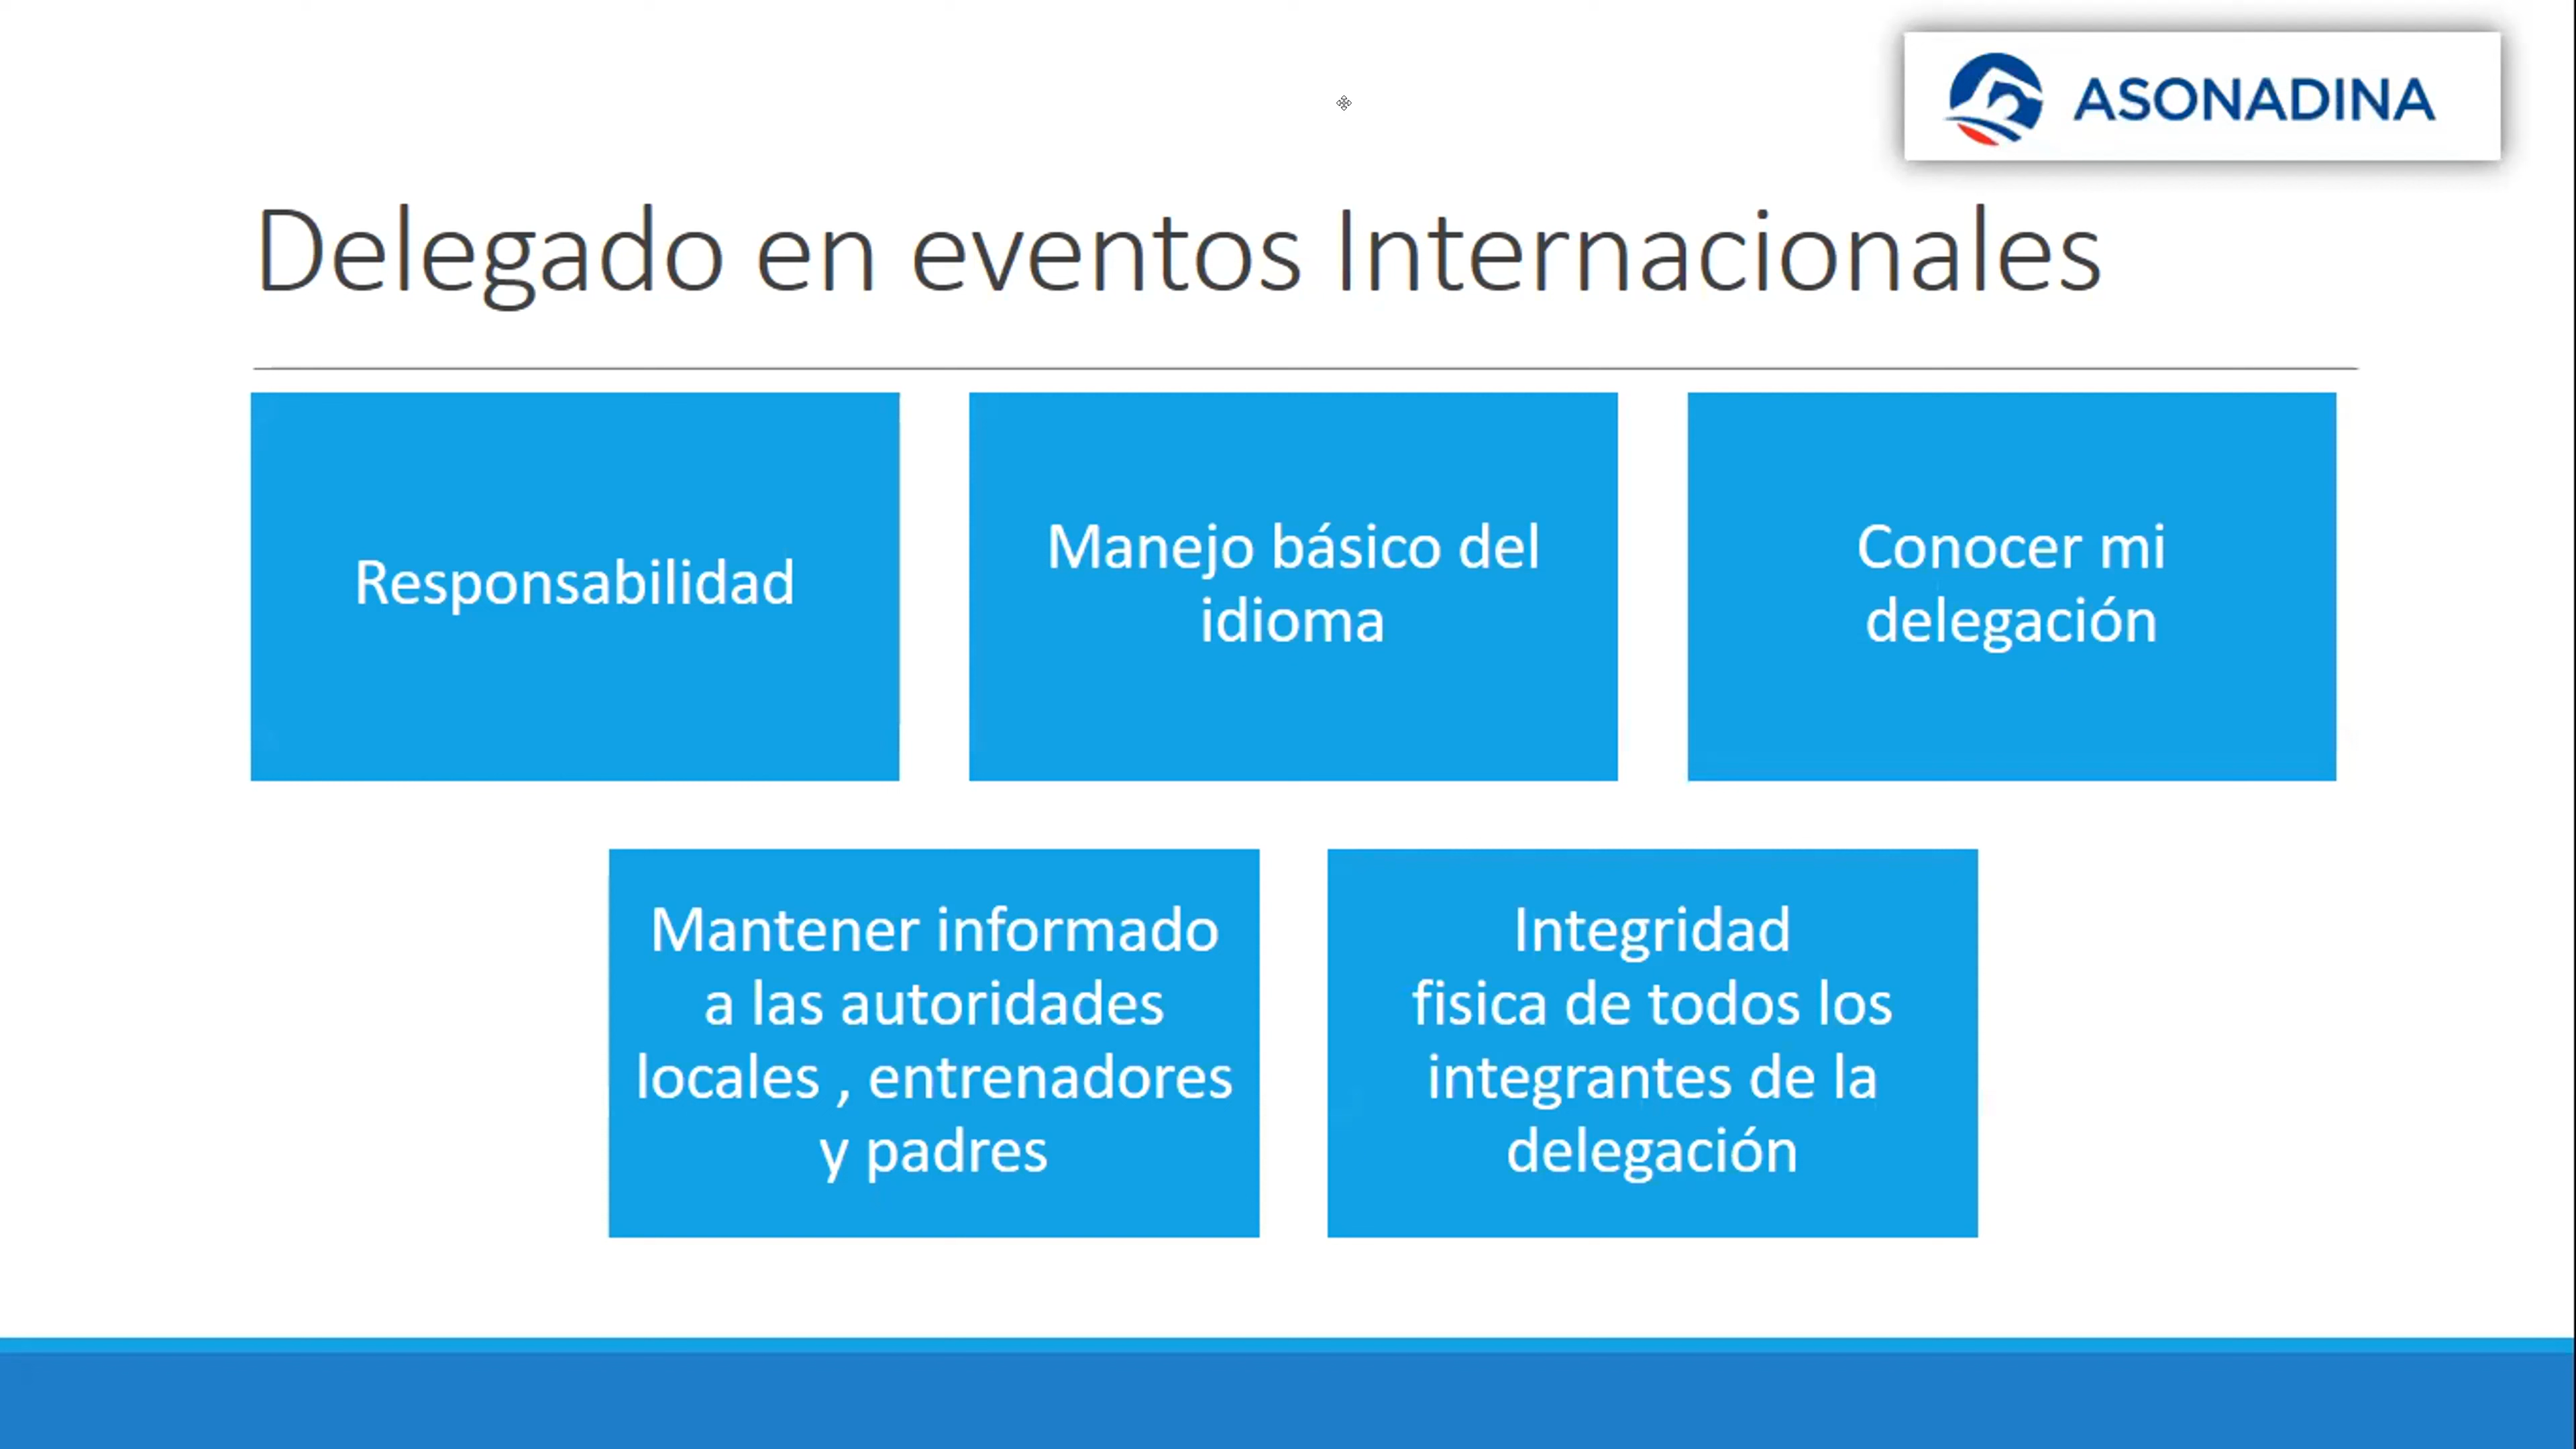 ASONADINA
Delegado en eventos Internacionales
Responsabilidad
Manejo básico del
idioma
Conocer mi
delegación
Mantener informado
a las autoridades
locales , entrenadores
y padres
Integridad
fisica de todos los
integrantes de la
delegación